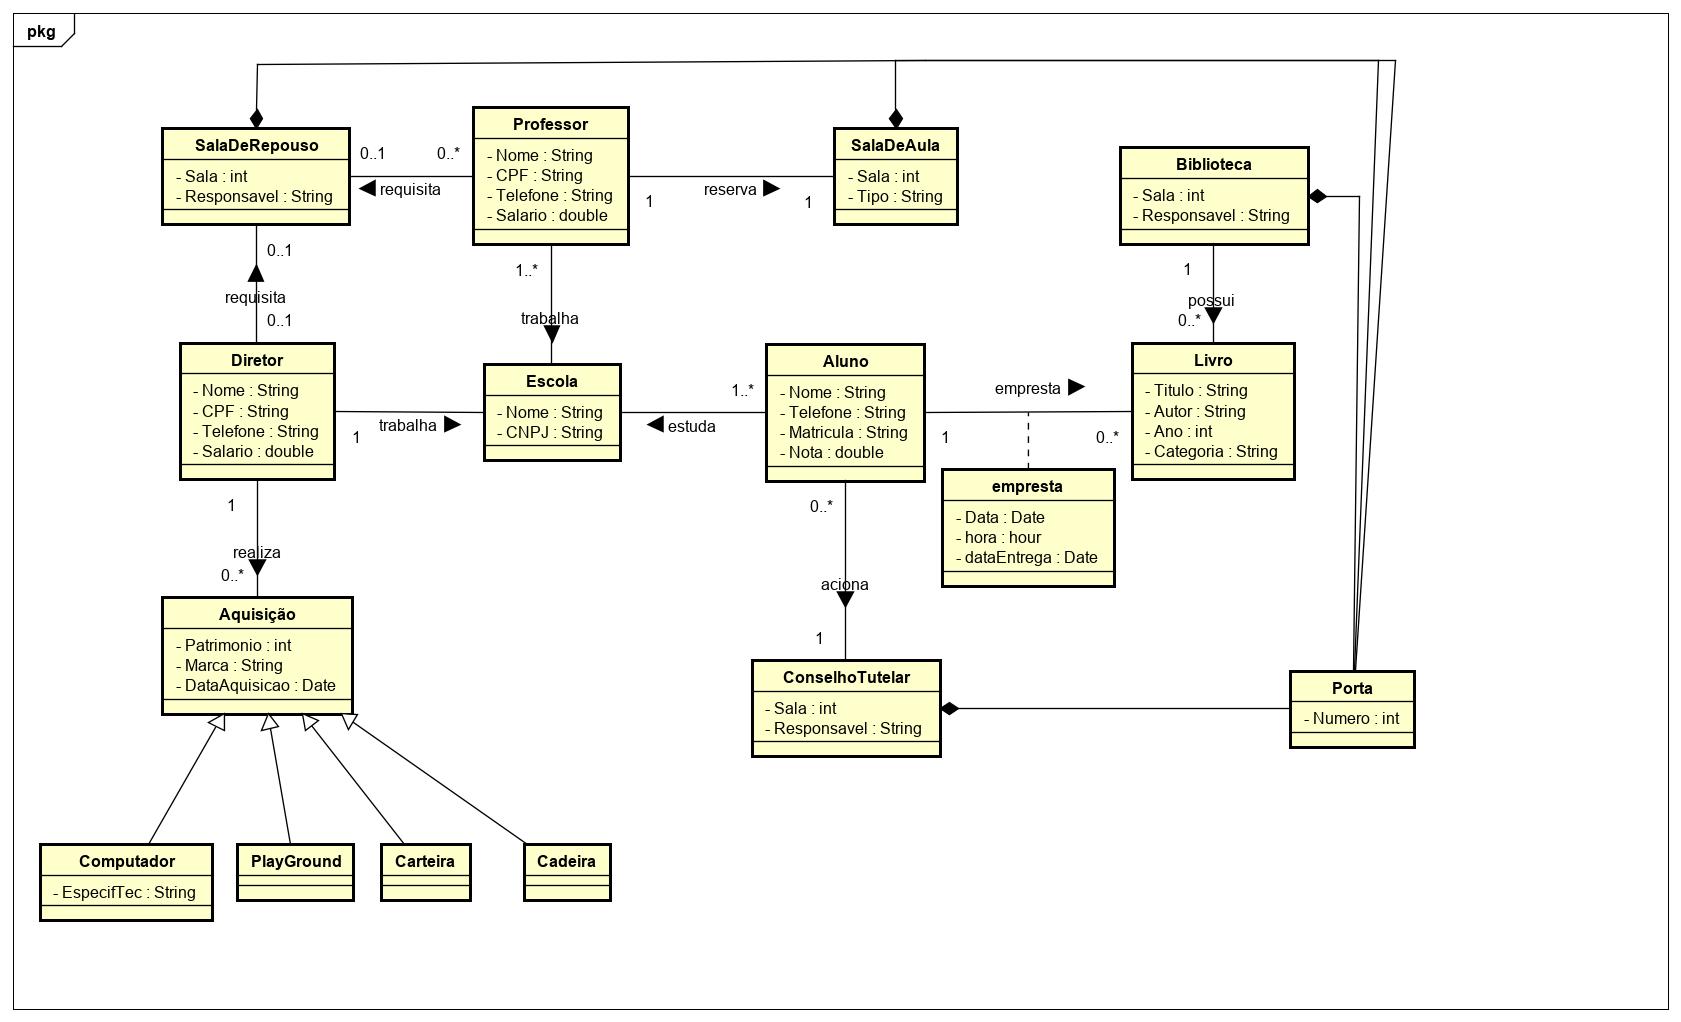 pkg
SalaDeRepouso
- Sala : int
- Responsavel : String
0..1
0..*
requisita
Professor
- Nome : String
- CPF : String
- Telefone : String
- Salario : double
1
reserva
1
SalaDeAula
- Sala : int
- Tipo : String
Biblioteca
- Sala : int
- Responsavel : String
0..1
requisita
0..1
1..*
trabalha
1
possui
0..*
Diretor
- Nome : String
- CPF : String
- Telefone : String
- Salario : double
trabalha
1
Escola
- Nome : String
- CNPJ : String
1..*
estuda
Aluno
- Nome : String
- Telefone : String
- Matricula : String
- Nota : double
empresta
1
0..*
Livro
- Titulo : String
- Autor : String
- Ano : int
- Categoria : String
empresta
- Data : Date
- hora : hour
- dataEntrega : Date
1
realiza
0..*
0..*
aciona
1
Aquisição
- Patrimonio : int
- Marca : String
- DataAquisicao : Date
ConselhoTutelar
- Sala : int
- Responsavel : String
Porta
- Numero : int
Computador
- EspecifTec : String
PlayGround
Carteira
Cadeira